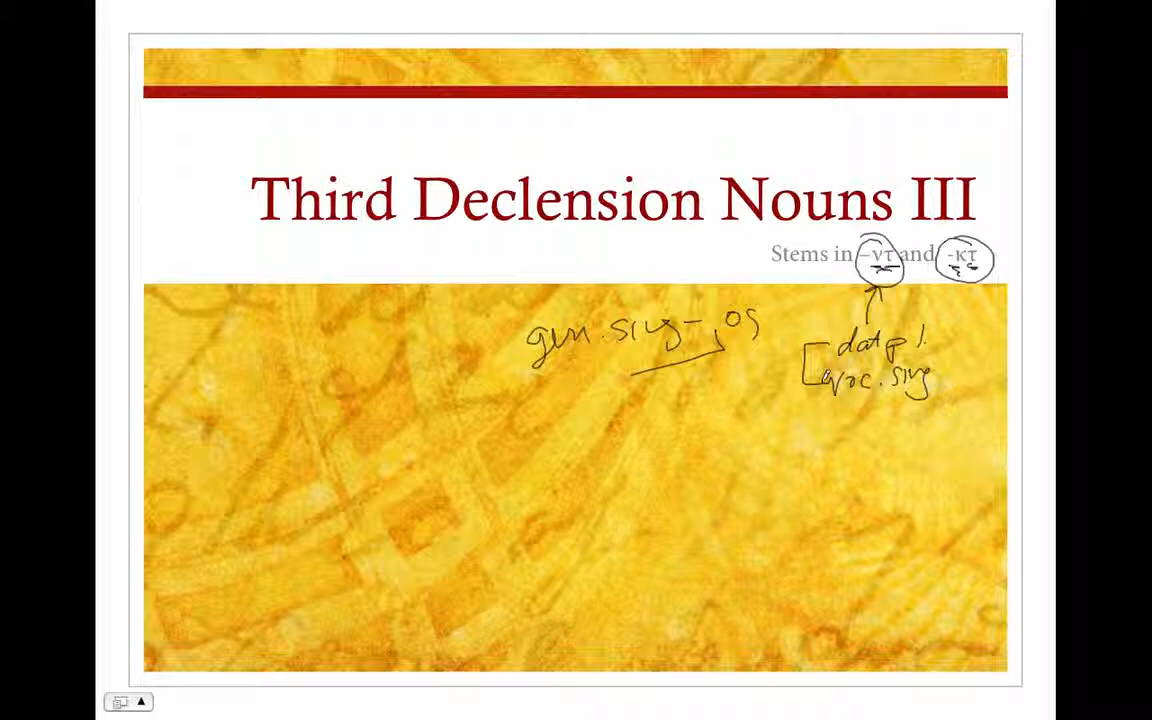 Third Declension Nouns III
Stems in –ντ and -κτ
gen. sing - , ος
dat pl.
voc. sing